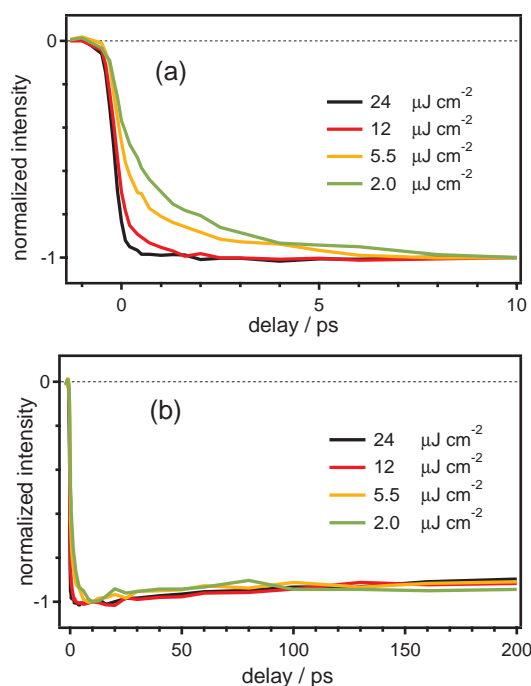 0
(a)
24 μJ cm-2
12 μJ cm-2
5.5 μJ cm-2
2.0 μJ cm-2
normalized intensity
-1
0 5 10
delay / ps
0
(b)
24 μJ cm-2
12 μJ cm-2
5.5 μJ cm-2
2.0 μJ cm-2
normalized intensity
-1
0 50 100 150 200
delay / ps